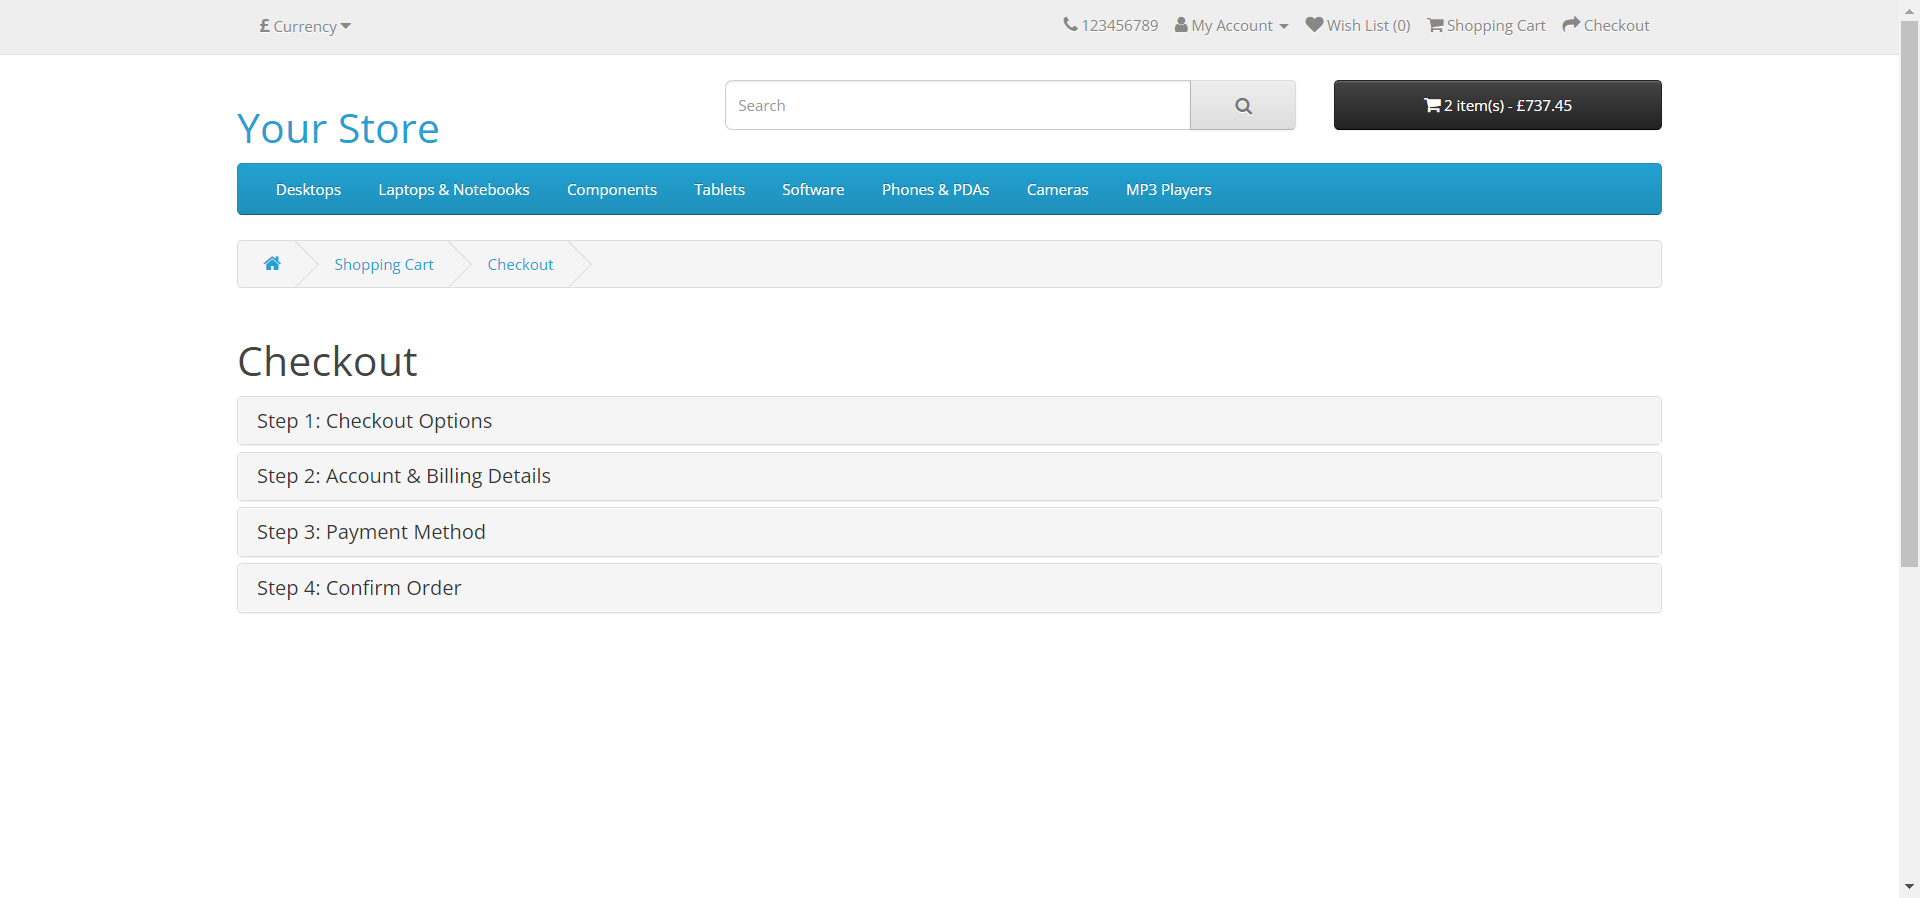 £ Currency
123456789 My Account Wish List (0) Shopping Cart Checkout
Search
2 item(s) - £737.45
Your Store
Desktops Laptops & Notebooks Components Tablets Software Phones & PDAs Cameras MP3 Players
Shopping Cart Checkout
Checkout
Step 1: Checkout Options
Step 2: Account & Billing Details
Step 3: Payment Method
Step 4: Confirm Order